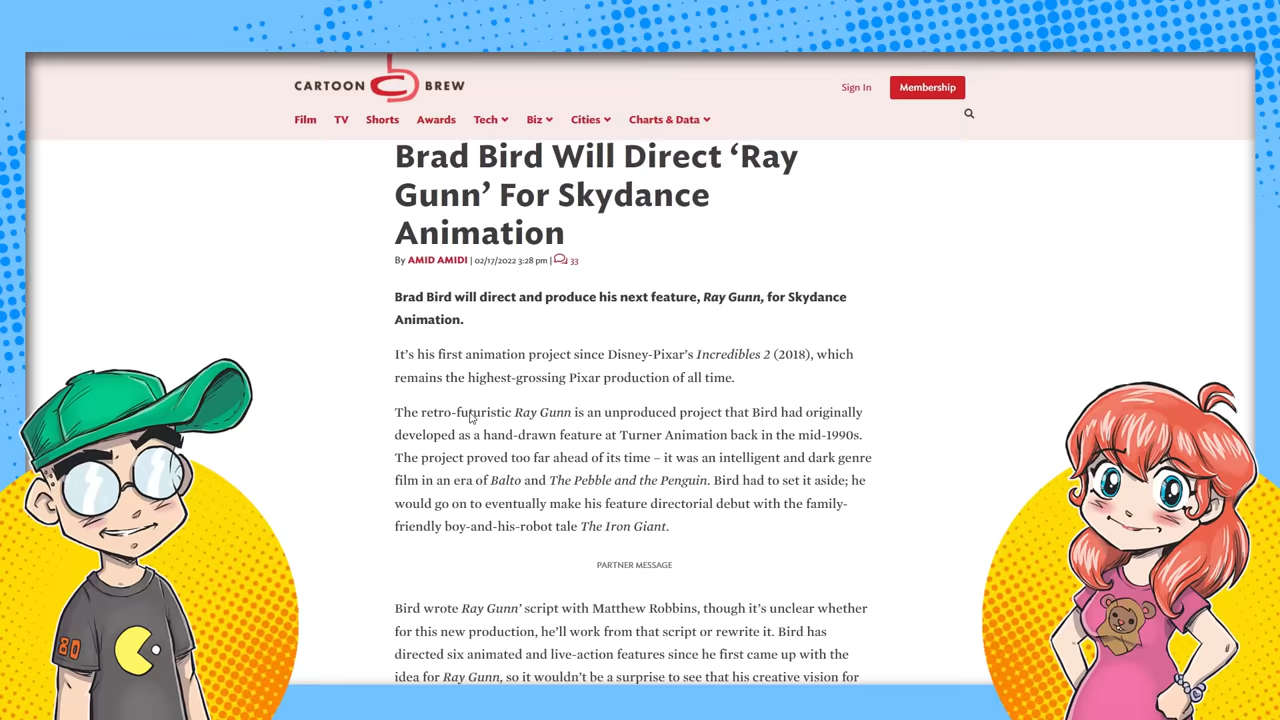 CARTOON BREW
Sign In
Membership
Film TV Shorts Awards Tech Biz Cities Charts & Data
Brad Bird Will Direct ‘Ray
Gunn’ For Skydance
Animation
By AMID AMIDI | 02/17/2022 3:28 pm | 33
Brad Bird will direct and produce his next feature, Ray Gunn, for Skydance
Animation.
It’s his first animation project since Disney-Pixar’s Incredibles 2 (2018), which
remains the highest-grossing Pixar production of all time.
The retro-futuristic Ray Gunn is an unproduced project that Bird had originally
developed as a hand-drawn feature at Turner Animation back in the mid-1990s.
The project proved too far ahead of its time – it was an intelligent and dark genre
film in an era of Balto and The Pebble and the Penguin. Bird had to set it aside; he
would go on to eventually make his feature directorial debut with the family-
friendly boy-and-his-robot tale The Iron Giant.
PARTNER MESSAGE
Bird wrote Ray Gunn’ script with Matthew Robbins, though it’s unclear whether
for this new production, he’ll work from that script or rewrite it. Bird has
directed six animated and live-action features since he first came up with the
idea for Ray Gunn, so it wouldn’t be a surprise to see that his creative vision for
80